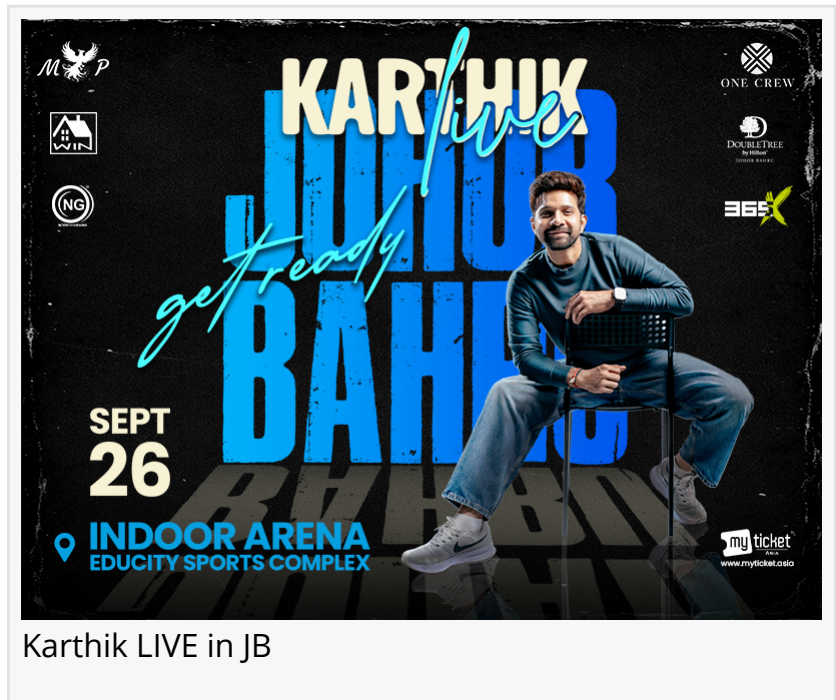 M P
WIN
NG
KARTHIK
live
get ready
JOHOR
BAHRU
ONE CREW
DOUBLETREE
by Hilton
JOHOR BAHRU
365X
SEPT
26
INDOOR ARENA
EDUCITY SPORTS COMPLEX
my ticket
ASIA
www.myticket.asia
Karthik LIVE in JB